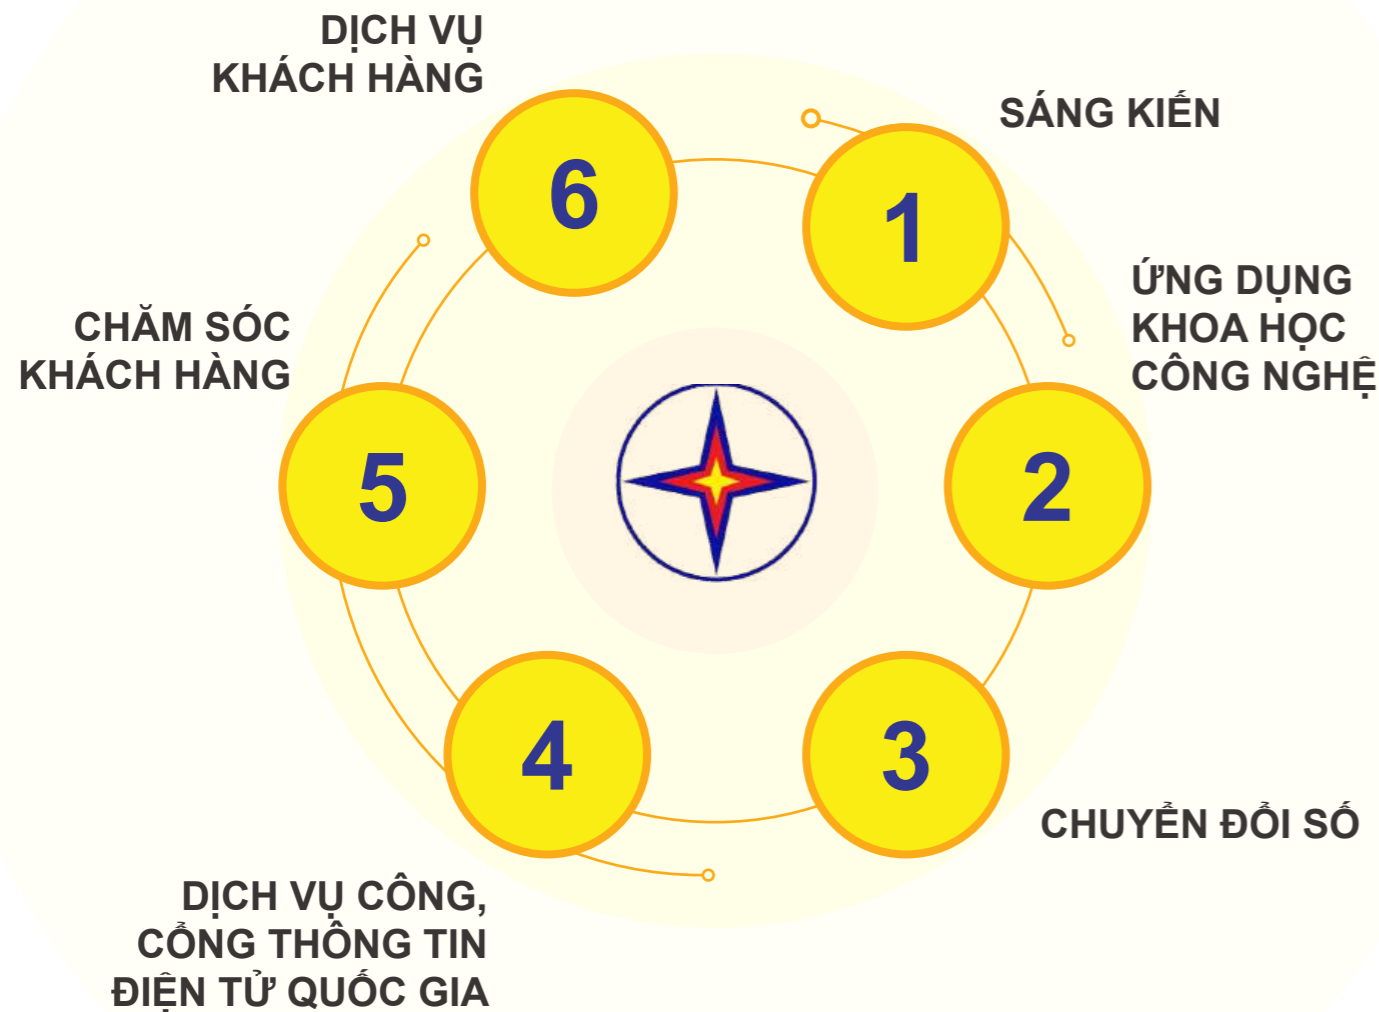 DỊCH VỤ
KHÁCH HÀNG
6
SÁNG KIẾN
1
ỨNG DỤNG
KHOA HỌC
CÔNG NGHỆ
2
CHĂM SÓC
KHÁCH HÀNG
5
4
3
CHUYỂN ĐỔI SỐ
DỊCH VỤ CÔNG,
CỔNG THÔNG TIN
ĐIỆN TỬ QUỐC GIA